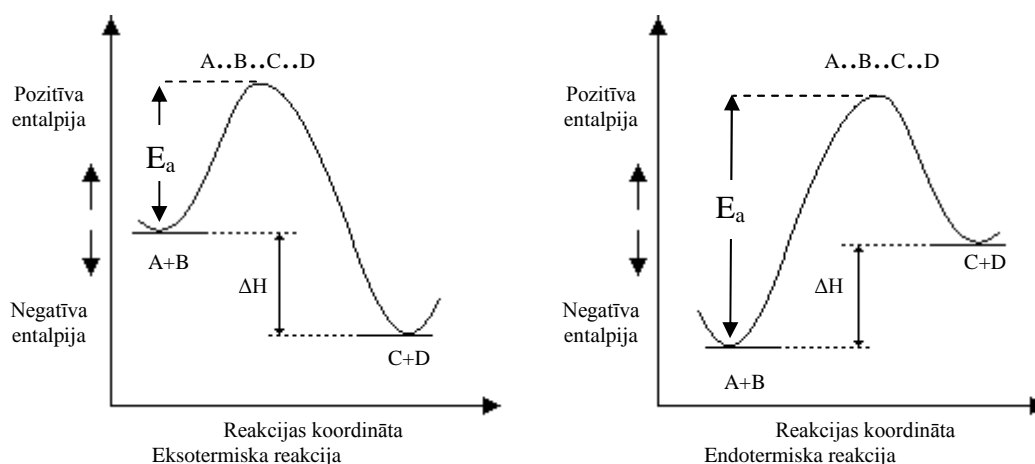 A..B..C..D
Pozitīva
entalpija
Eₐ
A+B
ΔH
Negatīva
entalpija
C+D
Reakcijas koordināta
Eksotermiska reakcija
A..B..C..D
Pozitīva
entalpija
Eₐ
C+D
ΔH
Negatīva
entalpija
A+B
Reakcijas koordināta
Endotermiska reakcija